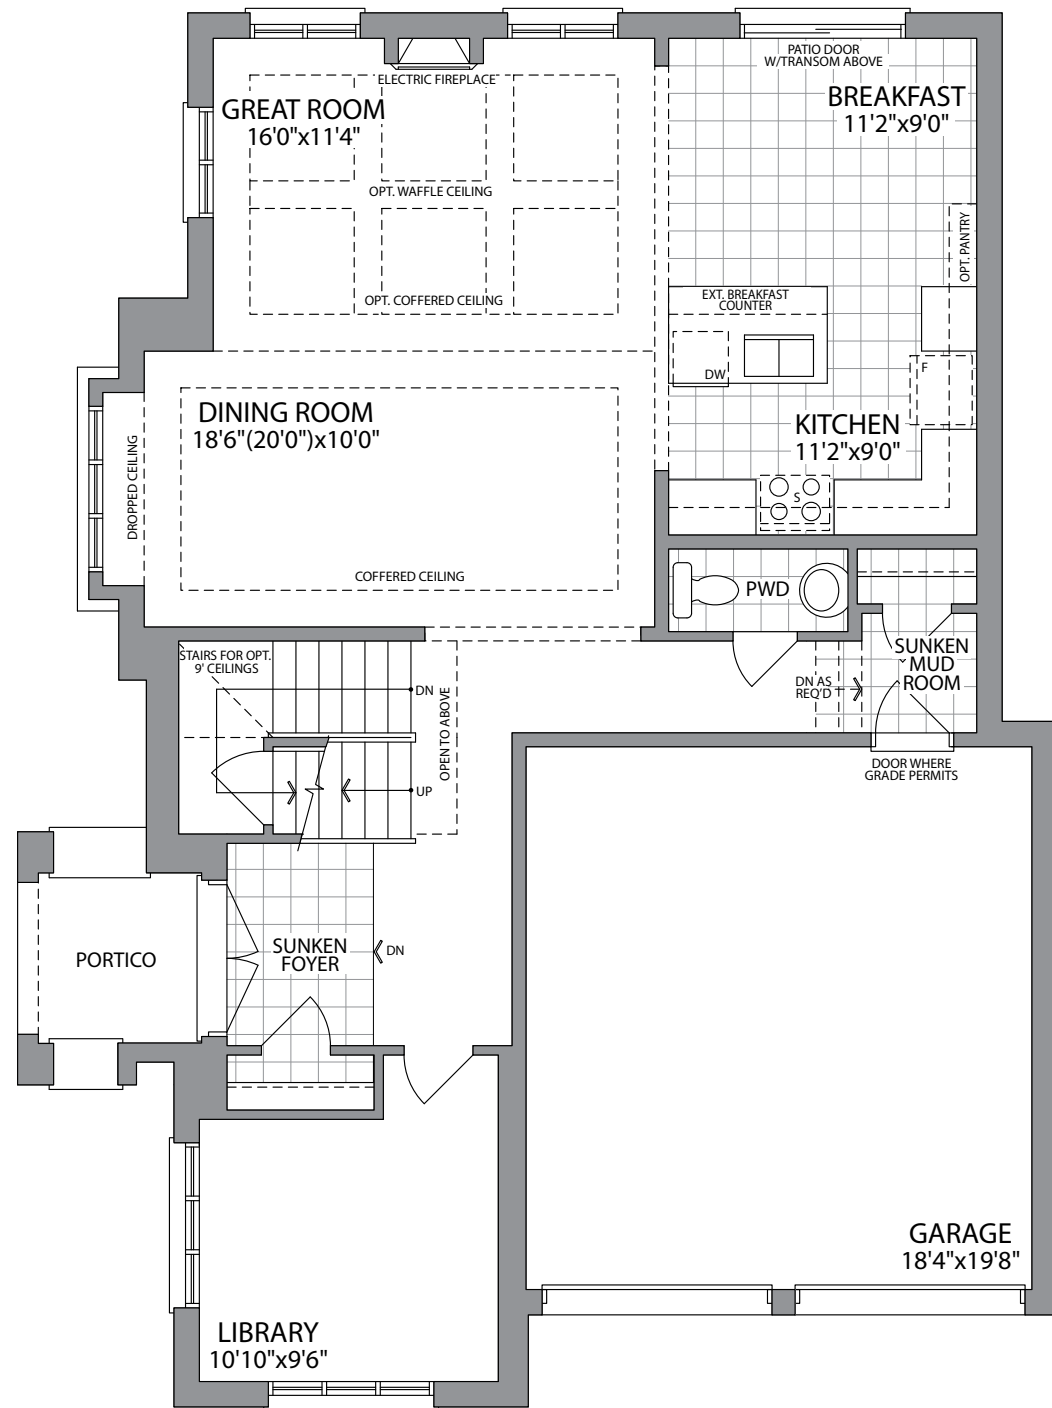 PATIO DOOR
W/TRANSOM ABOVE
ELECTRIC FIREPLACE
GREAT ROOM
16'0"x11'4"
BREAKFAST
11'2"x9'0"
OPT. WAFFLE CEILING
OPT. PANTRY
OPT. COFFERED CEILING
EXT. BREAKFAST
COUNTER
DW
F
DINING ROOM
18'6"(20'0")x10'0"
KITCHEN
11'2"x9'0"
DROPPED CEILING
S
COFFERED CEILING
PWD
STAIRS FOR OPT.
9' CEILINGS
SUNKEN
MUD
ROOM
DN
DN AS
REQ'D
OPEN TO ABOVE
DOOR WHERE
GRADE PERMITS
UP
PORTICO
SUNKEN
FOYER
DN
GARAGE
18'4"x19'8"
LIBRARY
10'10"x9'6"